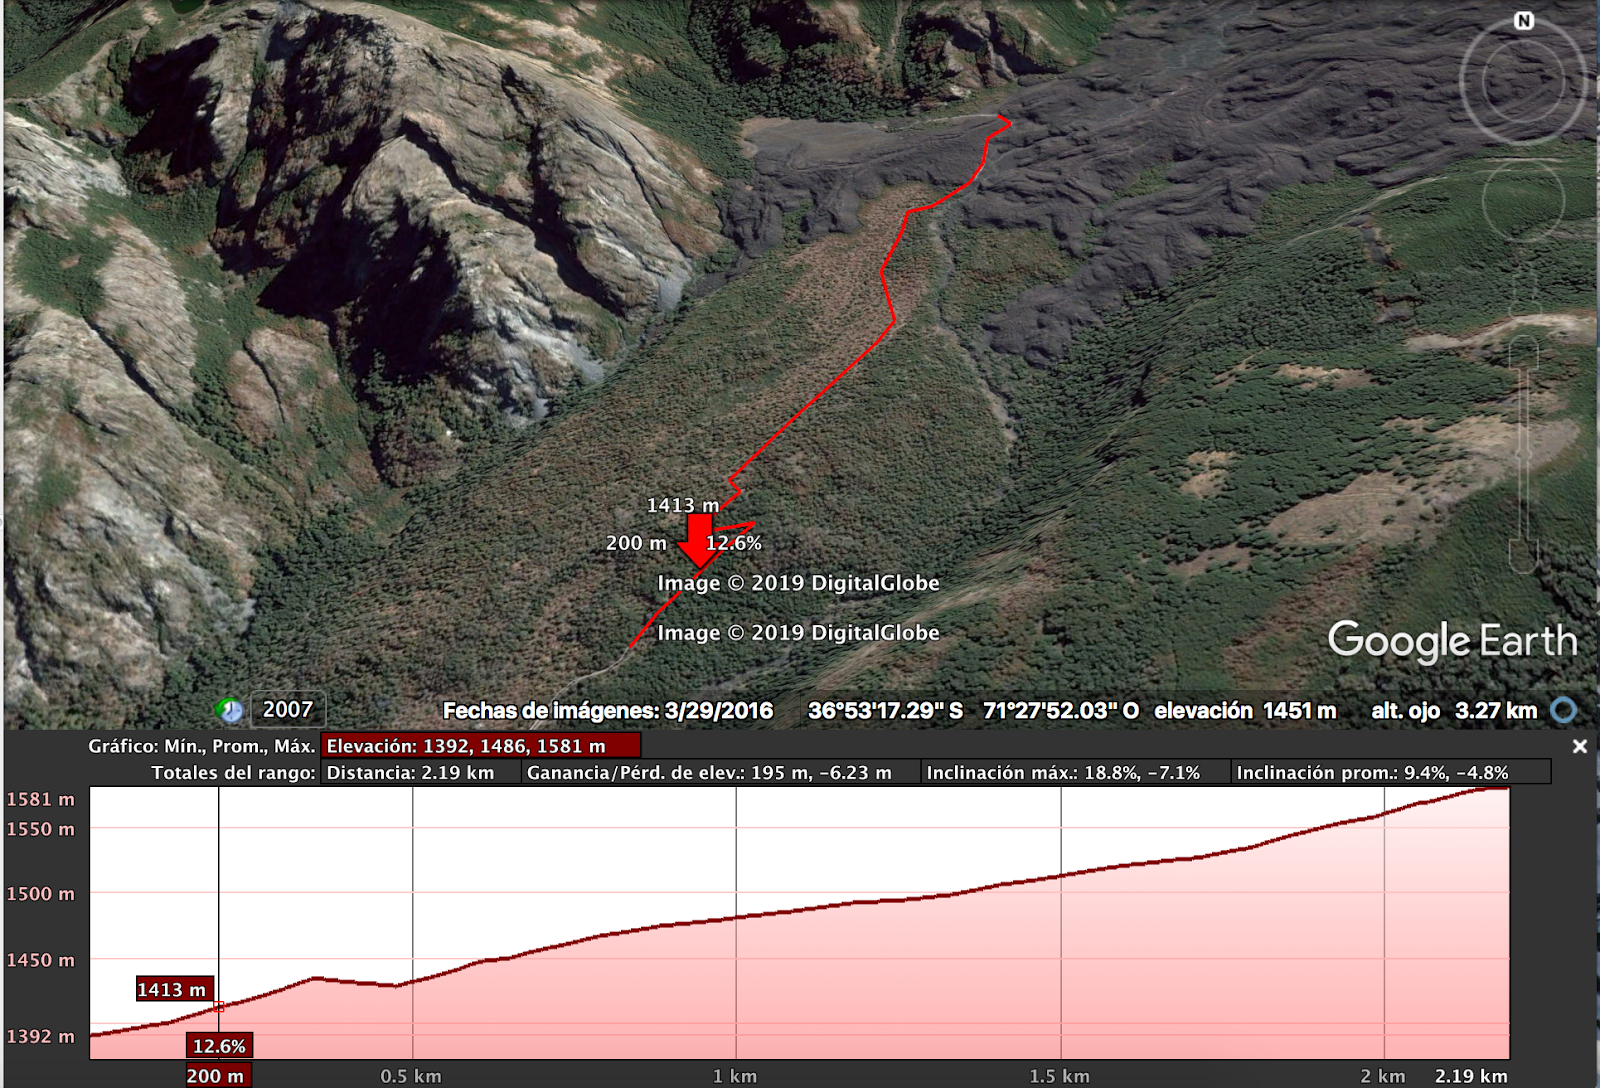 N
1413 m
200 m
12.6%
Image © 2019 DigitalGlobe
Image © 2019 DigitalGlobe
Google Earth
2007
Fechas de imágenes: 3/29/2016 36°53'17.29" S 71°27'52.03" O elevación 1451 m alt. ojo 3.27 km
Gráfico: Mín., Prom., Máx. Elevación: 1392, 1486, 1581 m
Totales del rango: Distancia: 2.19 km Ganancia/Pérd. de elev.: 195 m, -6.23 m Inclinación máx.: 18.8%, -7.1% Inclinación prom.: 9.4%, -4.8%
1581 m
1550 m
1500 m
1450 m
1413 m
1392 m
12.6%
200 m 0.5 km 1 km 1.5 km 2 km 2.19 km